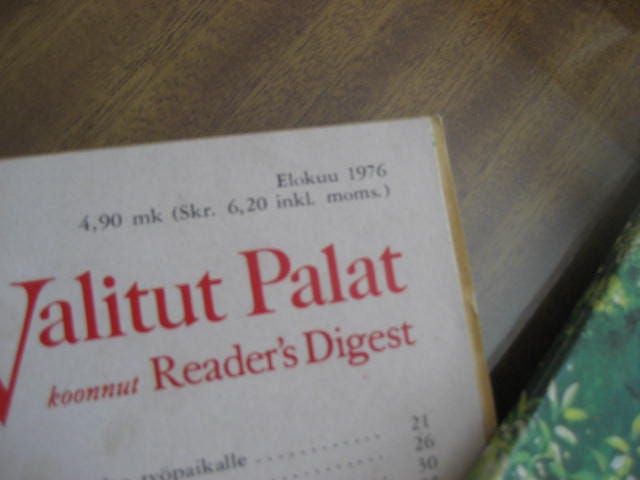 Elokuu 1976
4,90 mk (Skr. 6,20 inkl. moms.)
Valitut Palat
koonnut Reader's Digest
työpaikalle ............ 21
26
30